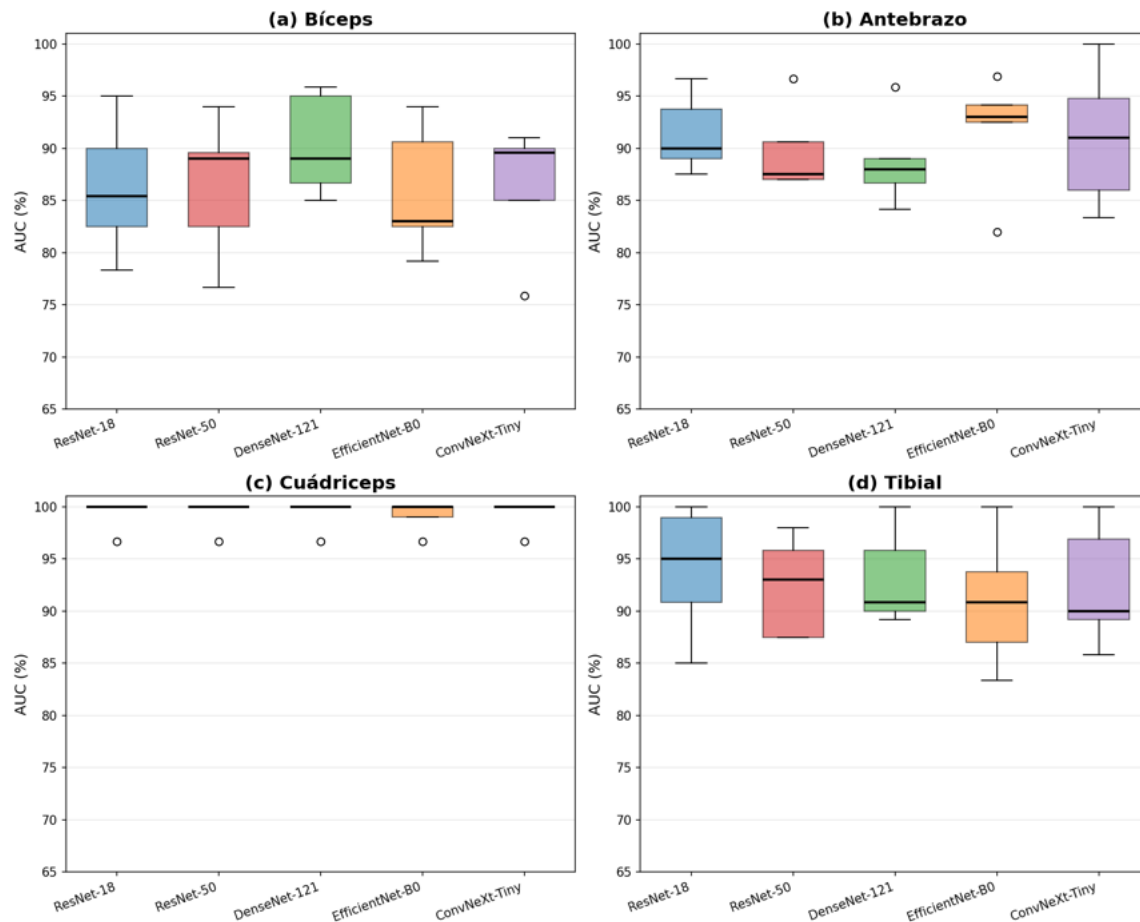 (a) Bíceps
AUC (%)
100
95
90
85
80
75
70
65
ResNet-18
ResNet-50
DenseNet-121
EfficientNet-B0
ConvNeXt-Tiny
(b) Antebrazo
AUC (%)
100
95
90
85
80
75
70
65
ResNet-18
ResNet-50
DenseNet-121
EfficientNet-B0
ConvNeXt-Tiny
(c) Cuádriceps
AUC (%)
100
95
90
85
80
75
70
65
ResNet-18
ResNet-50
DenseNet-121
EfficientNet-B0
ConvNeXt-Tiny
(d) Tibial
AUC (%)
100
95
90
85
80
75
70
65
ResNet-18
ResNet-50
DenseNet-121
EfficientNet-B0
ConvNeXt-Tiny